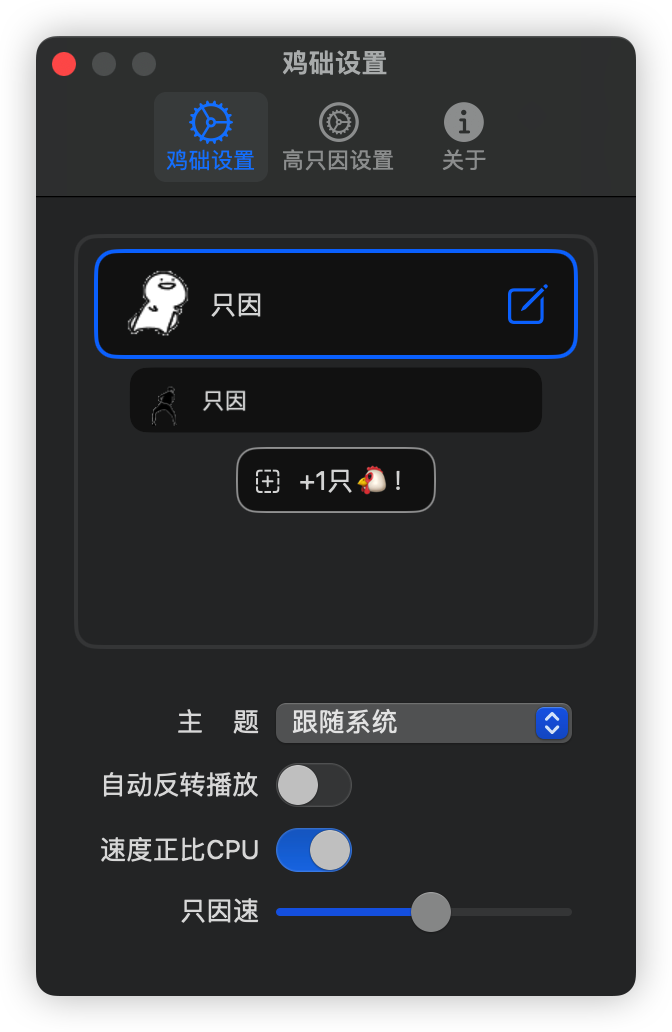 鸡础设置
鸡础设置
高只因设置
关于
只因
只因
+1只🐔！
主 题
跟随系统
自动反转播放
速度正比CPU
只因速